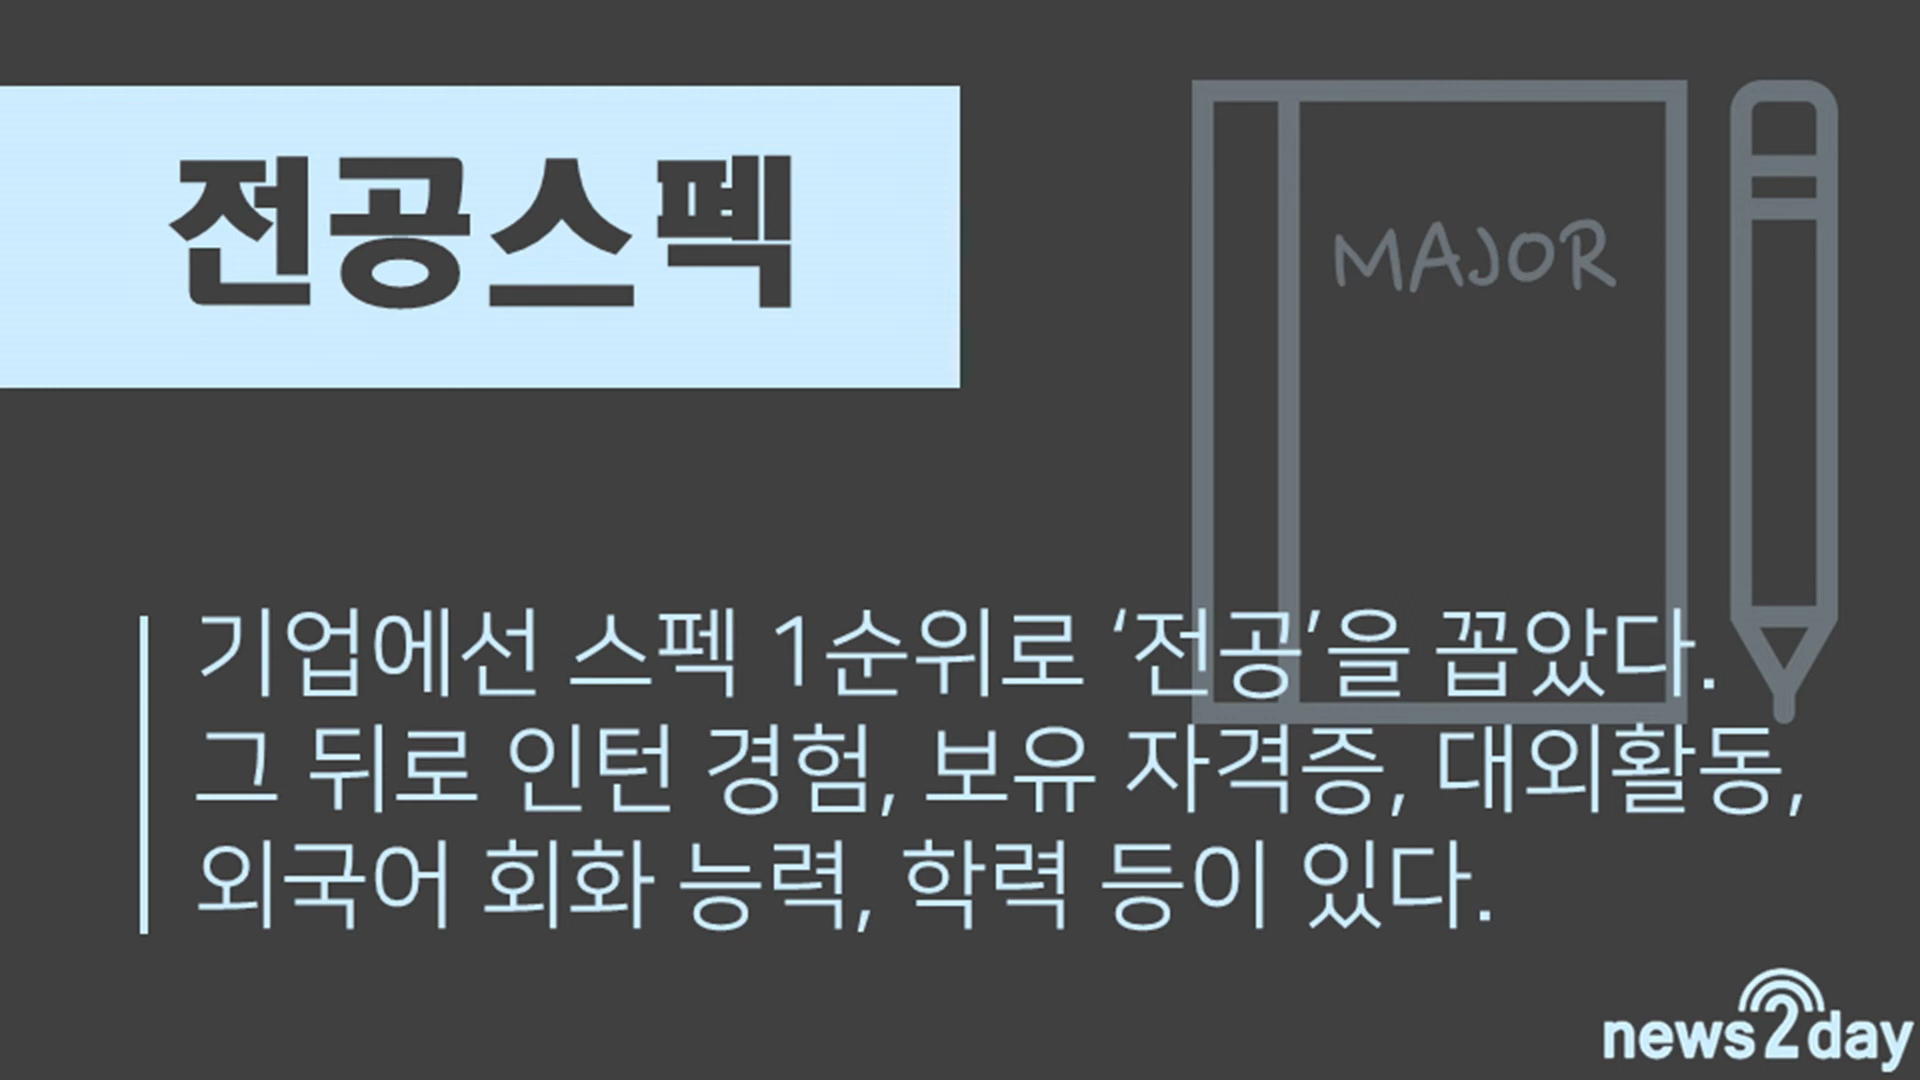 전공스펙
MAJOR
기업에선 스펙 1순위로 ‘전공’을 꼽았다.
그 뒤로 인턴 경험, 보유 자격증, 대외활동,
외국어 회화 능력, 학력 등이 있다.
news2day